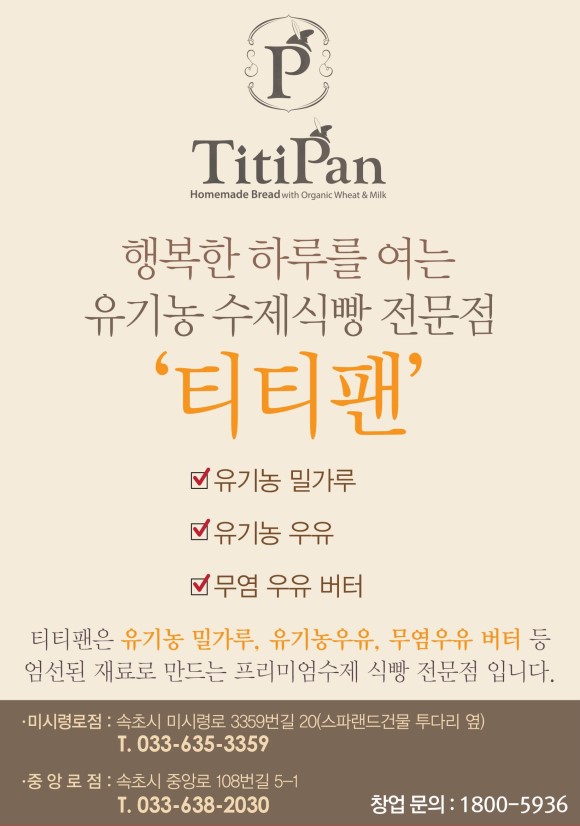 P
TitiPan
Homemade Bread with Organic Wheat & Milk
행복한 하루를 여는
유기농 수제식빵 전문점
‘티티팬’
유기농 밀가루
유기농 우유
무염 우유 버터
티티팬은 유기농 밀가루, 유기농우유, 무염우유 버터 등
엄선된 재료로 만드는 프리미엄수제 식빵 전문점 입니다.
·미시령로점 : 속초시 미시령로 3359번길 20(스파랜드건물 투다리 옆)
T. 033-635-3359
·중앙로점 : 속초시 중앙로 108번길 5-1
T. 033-638-2030
창업 문의 : 1800-5936